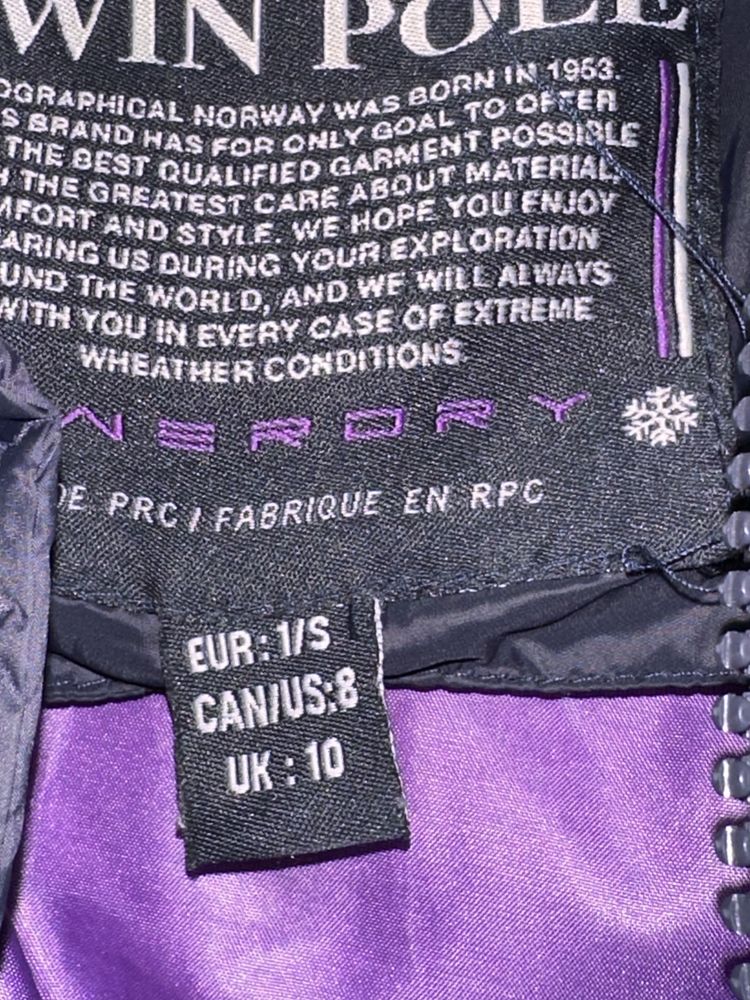 WIN POLE
OGRAPHICAL NORWAY WAS BORN IN 1953.
S BRAND HAS FOR ONLY GOAL TO OFFER
THE BEST QUALIFIED GARMENT POSSIBLE
THE GREATEST CARE ABOUT MATERIAL,
MFORT AND STYLE. WE HOPE YOU ENJOY
ARING US DURING YOUR EXPLORATION
UND THE WORLD, AND WE WILL ALWAYS
WITH YOU IN EVERY CASE OF EXTREME
WHEATHER CONDITIONS.
NERDRY
DE PRC / FABRIQUE EN RPC
EUR: 1/S
CAN/US:8
UK : 10